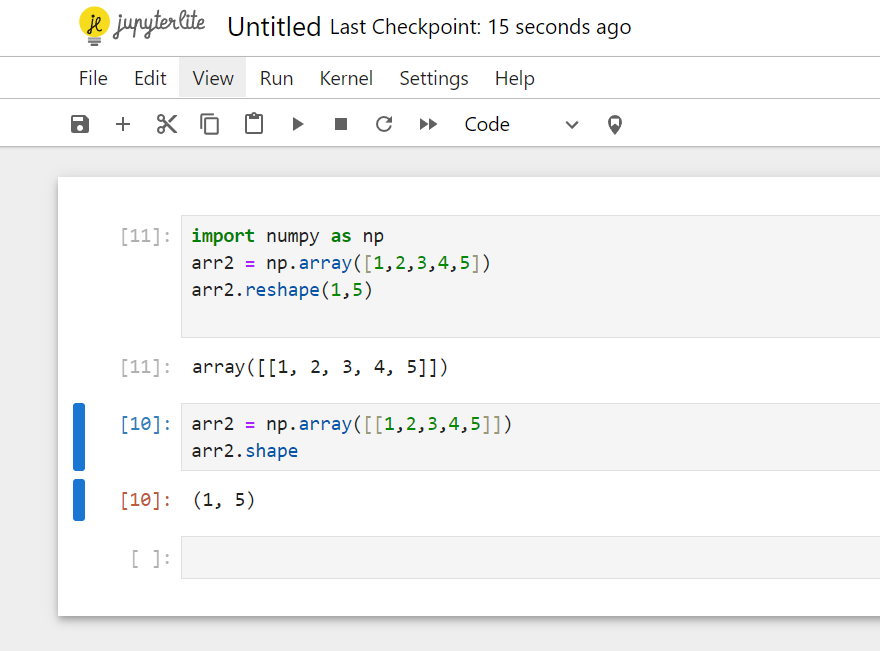 jupyterlite Untitled Last Checkpoint: 15 seconds ago
File Edit View Run Kernel Settings Help
Code
[11]: import numpy as np
arr2 = np.array([1,2,3,4,5])
arr2.reshape(1,5)
[11]: array([[1, 2, 3, 4, 5]])
[10]: arr2 = np.array([[1,2,3,4,5]])
arr2.shape
[10]: (1, 5)
[ ]: